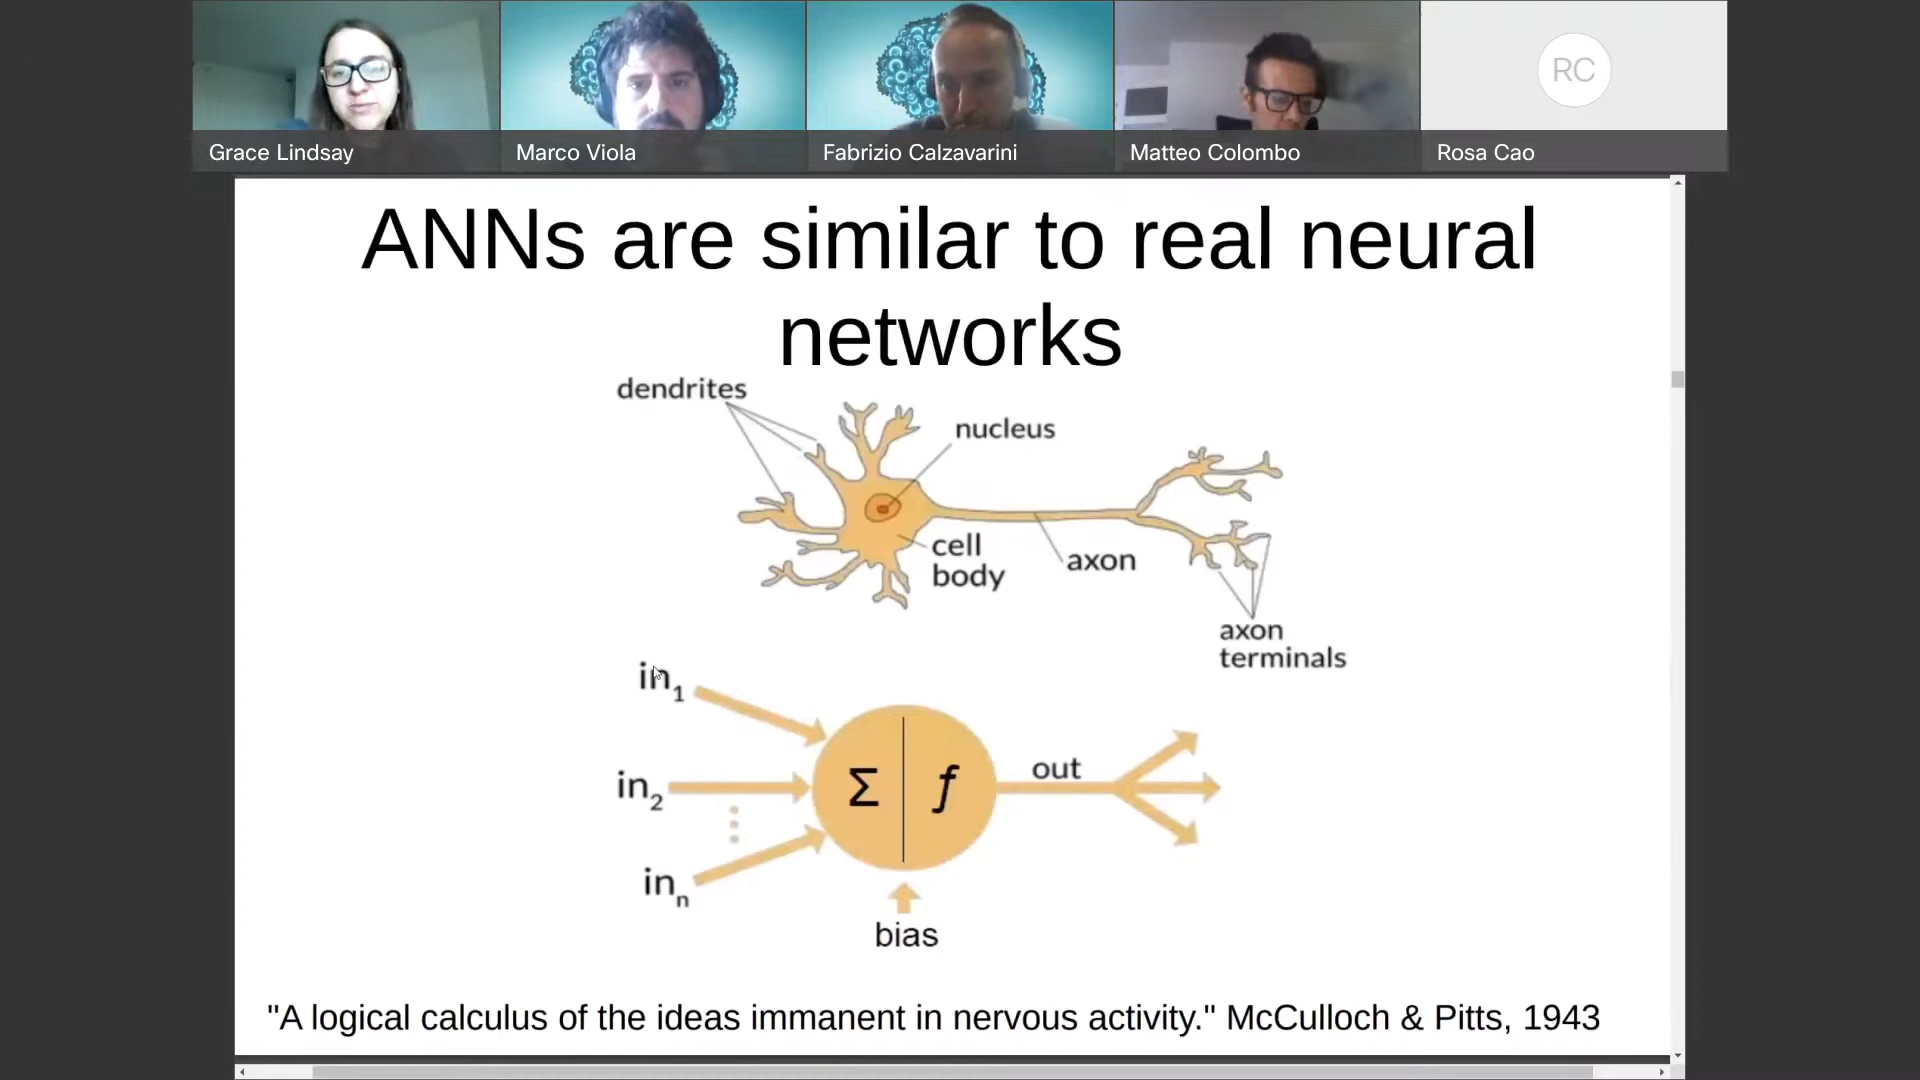 RC
Grace Lindsay
Marco Viola
Fabrizio Calzavarini
Matteo Colombo
Rosa Cao
ANNs are similar to real neural
networks
dendrites
nucleus
cell
body
axon
axon
terminals
in1
in2
inn
Σ
f
out
bias
"A logical calculus of the ideas immanent in nervous activity." McCulloch & Pitts, 1943